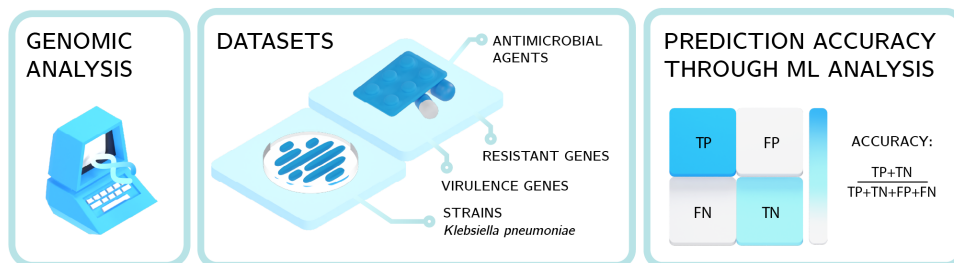 GENOMIC
ANALYSIS
DATASETS
ANTIMICROBIAL
AGENTS
RESISTANT GENES
VIRULENCE GENES
STRAINS
Klebsiella pneumoniae
PREDICTION ACCURACY
THROUGH ML ANALYSIS
TP FP
FN TN
ACCURACY:
TP+TN
TP+TN+FP+FN